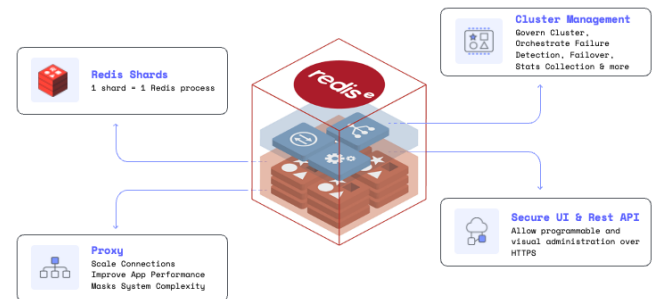 Redis Shards
1 shard = 1 Redis process
Proxy
Scale Connections
Improve App Performance
Masks System Complexity
redis e
Cluster Management
Govern Cluster,
Orchestrate Failure
Detection, Failover,
Stats Collection & more
Secure UI & Rest API
Allow programmable and
visual administration over
HTTPS